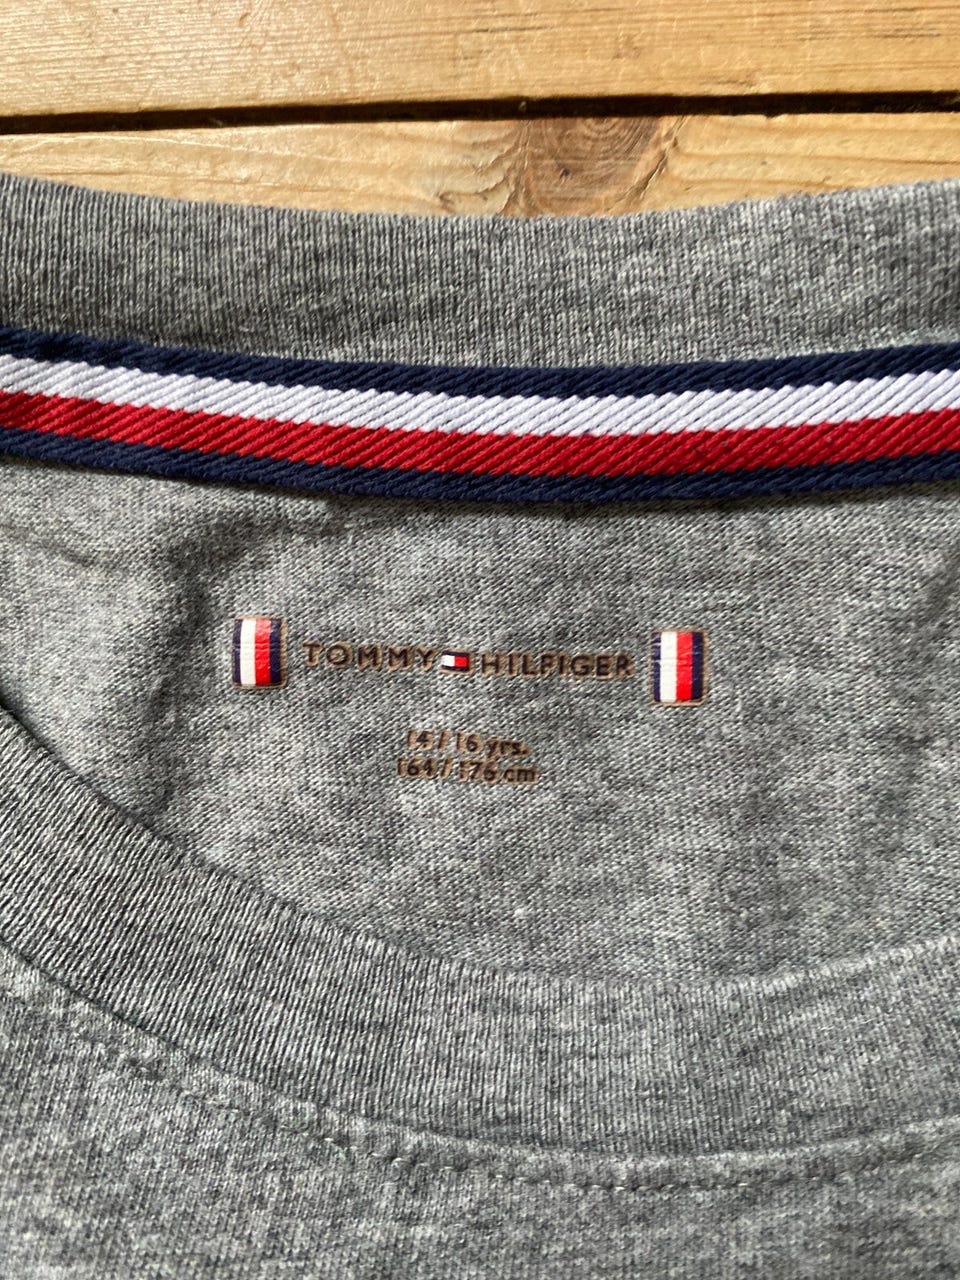 TOMMY HILFIGER
14 / 16 yrs.
164 / 176 cm